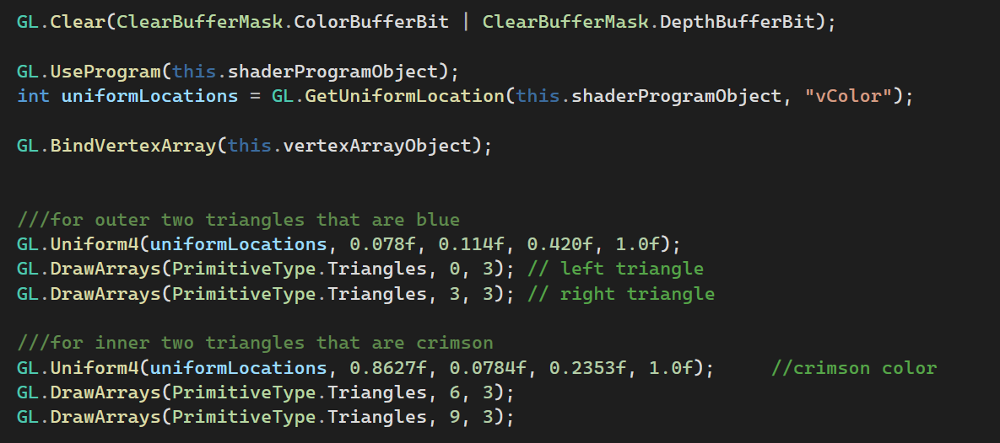 GL.Clear(ClearBufferMask.ColorBufferBit | ClearBufferMask.DepthBufferBit);
GL.UseProgram(this.shaderProgramObject);
int uniformLocations = GL.GetUniformLocation(this.shaderProgramObject, "vColor");
GL.BindVertexArray(this.vertexArrayObject);
///for outer two triangles that are blue
GL.Uniform4(uniformLocations, 0.078f, 0.114f, 0.420f, 1.0f);
GL.DrawArrays(PrimitiveType.Triangles, 0, 3); // left triangle
GL.DrawArrays(PrimitiveType.Triangles, 3, 3); // right triangle
///for inner two triangles that are crimson
GL.Uniform4(uniformLocations, 0.8627f, 0.0784f, 0.2353f, 1.0f);     //crimson color
GL.DrawArrays(PrimitiveType.Triangles, 6, 3);
GL.DrawArrays(PrimitiveType.Triangles, 9, 3);